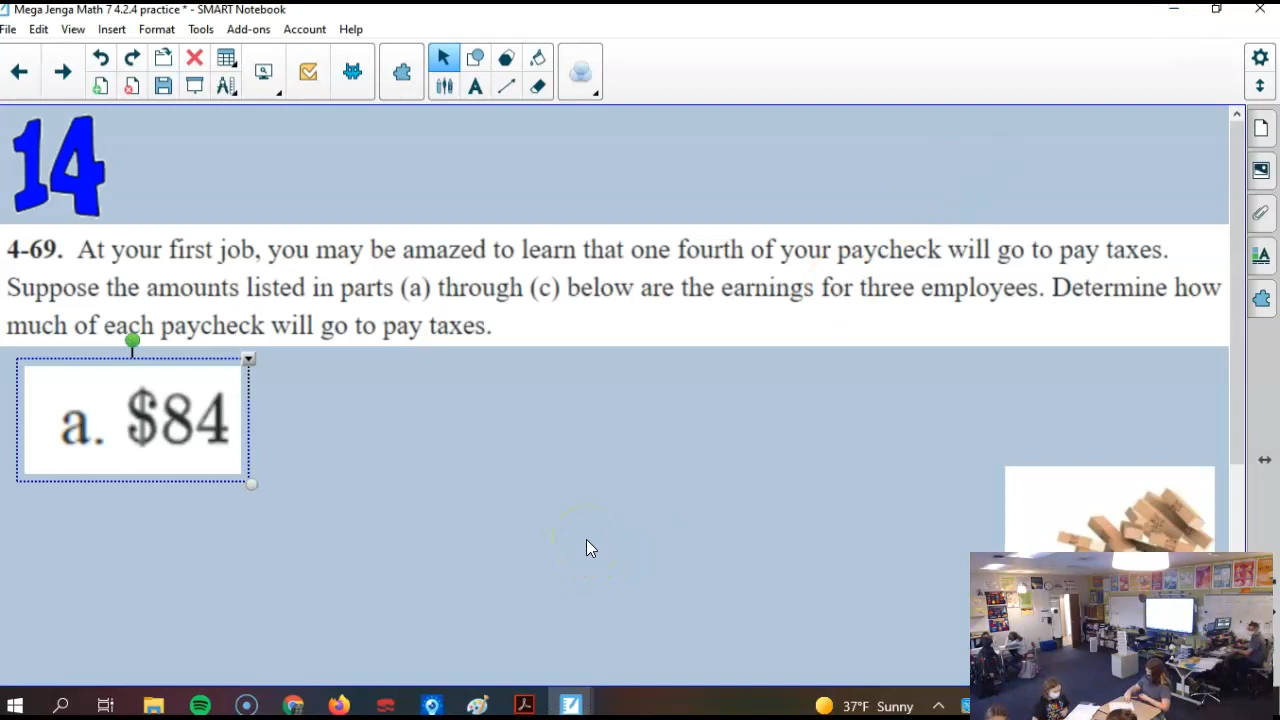 Mega Jenga Math 7 4.2.4 practice * - SMART Notebook
File Edit View Insert Format Tools Add-ons Account Help
14
4-69. At your first job, you may be amazed to learn that one fourth of your paycheck will go to pay taxes.
Suppose the amounts listed in parts (a) through (c) below are the earnings for three employees. Determine how
much of each paycheck will go to pay taxes.
a. $84
37°F Sunny